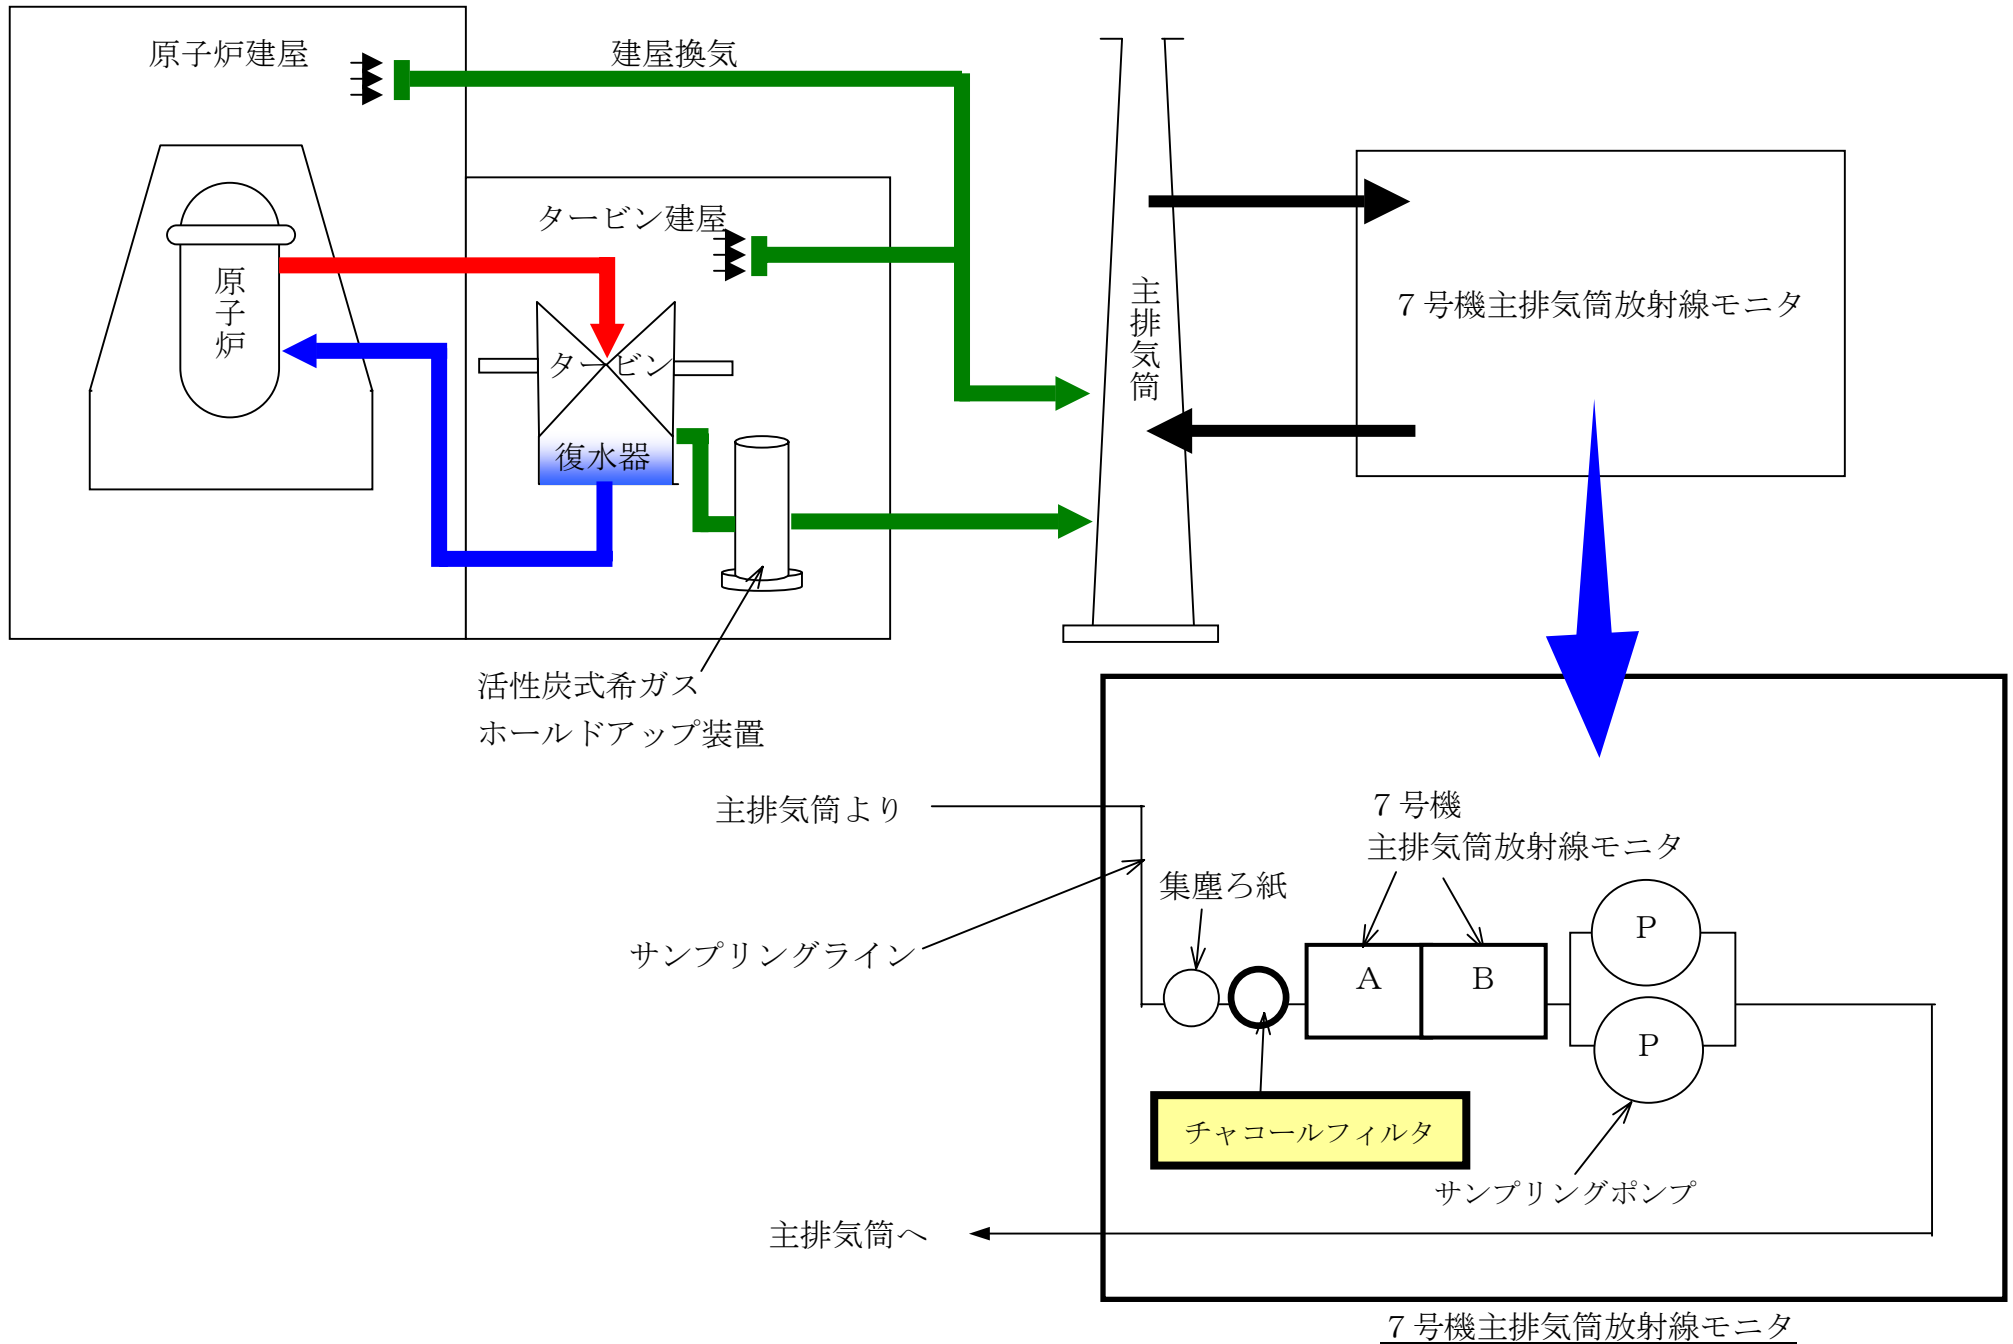 原子炉建屋
建屋換気
タービン建屋
原子炉
タービン
復水器
主排気筒
７号機主排気筒放射線モニタ
活性炭式希ガス
ホールドアップ装置
主排気筒より
７号機
主排気筒放射線モニタ
集塵ろ紙
サンプリングライン
A
B
P
P
チャコールフィルタ
サンプリングポンプ
主排気筒へ
７号機主排気筒放射線モニタ